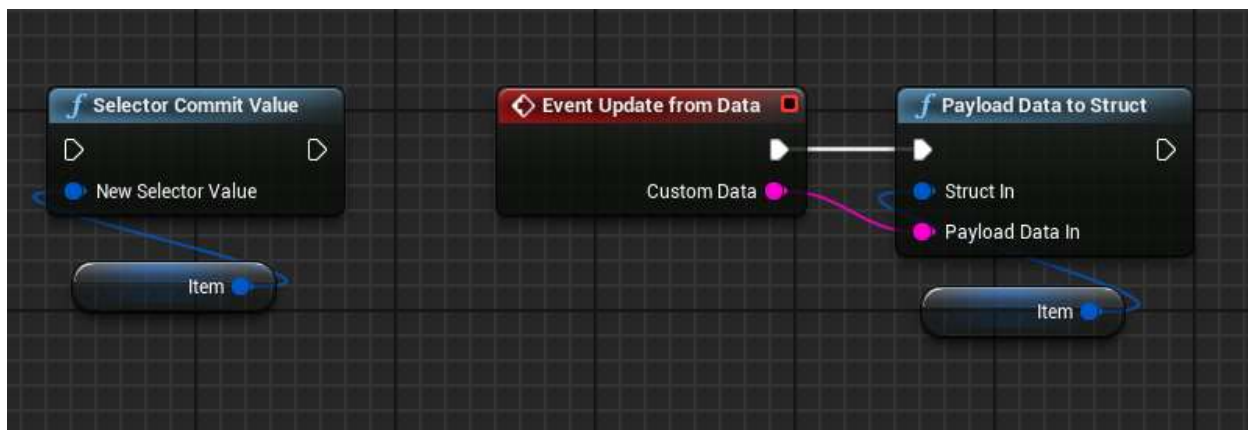 Selector Commit Value
New Selector Value
Item
Event Update from Data
Custom Data
Payload Data to Struct
Struct In
Payload Data In
Item